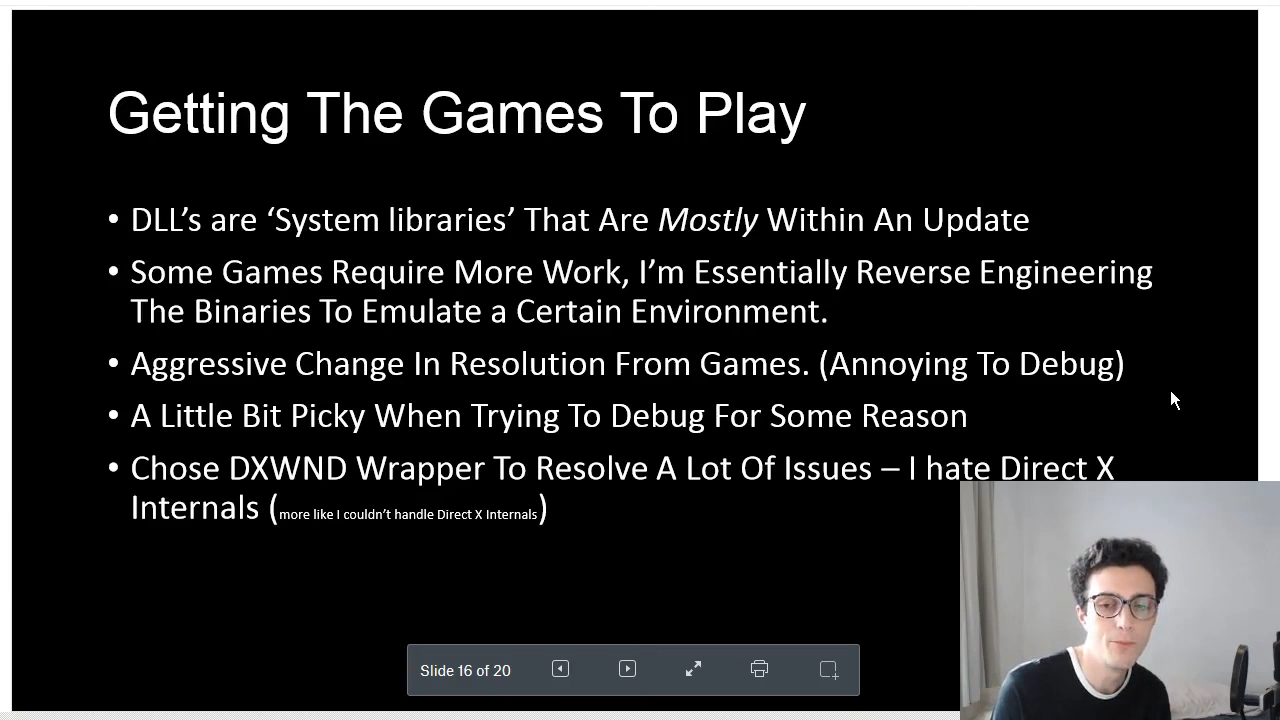 Getting The Games To Play
• DLL’s are ‘System libraries’ That Are Mostly Within An Update
• Some Games Require More Work, I’m Essentially Reverse Engineering
The Binaries To Emulate a Certain Environment.
• Aggressive Change In Resolution From Games. (Annoying To Debug)
• A Little Bit Picky When Trying To Debug For Some Reason
• Chose DXWND Wrapper To Resolve A Lot Of Issues – I hate Direct X
Internals (more like I couldn’t handle Direct X Internals)
Slide 16 of 20